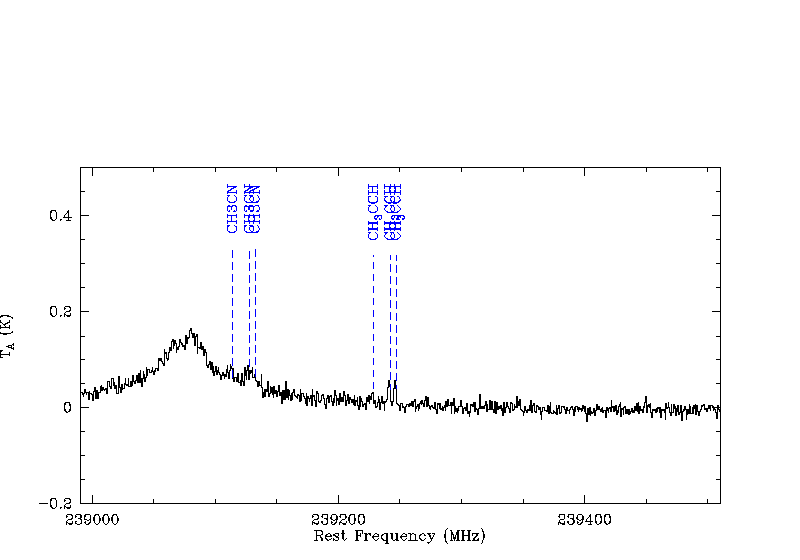 CH3CN
CH3CN
CH3CN
CH3CCH
CH3CCH
CH3CCH
0.4
0.2
0
−0.2
T_A (K)
239000 239200 239400
Rest Frequency (MHz)